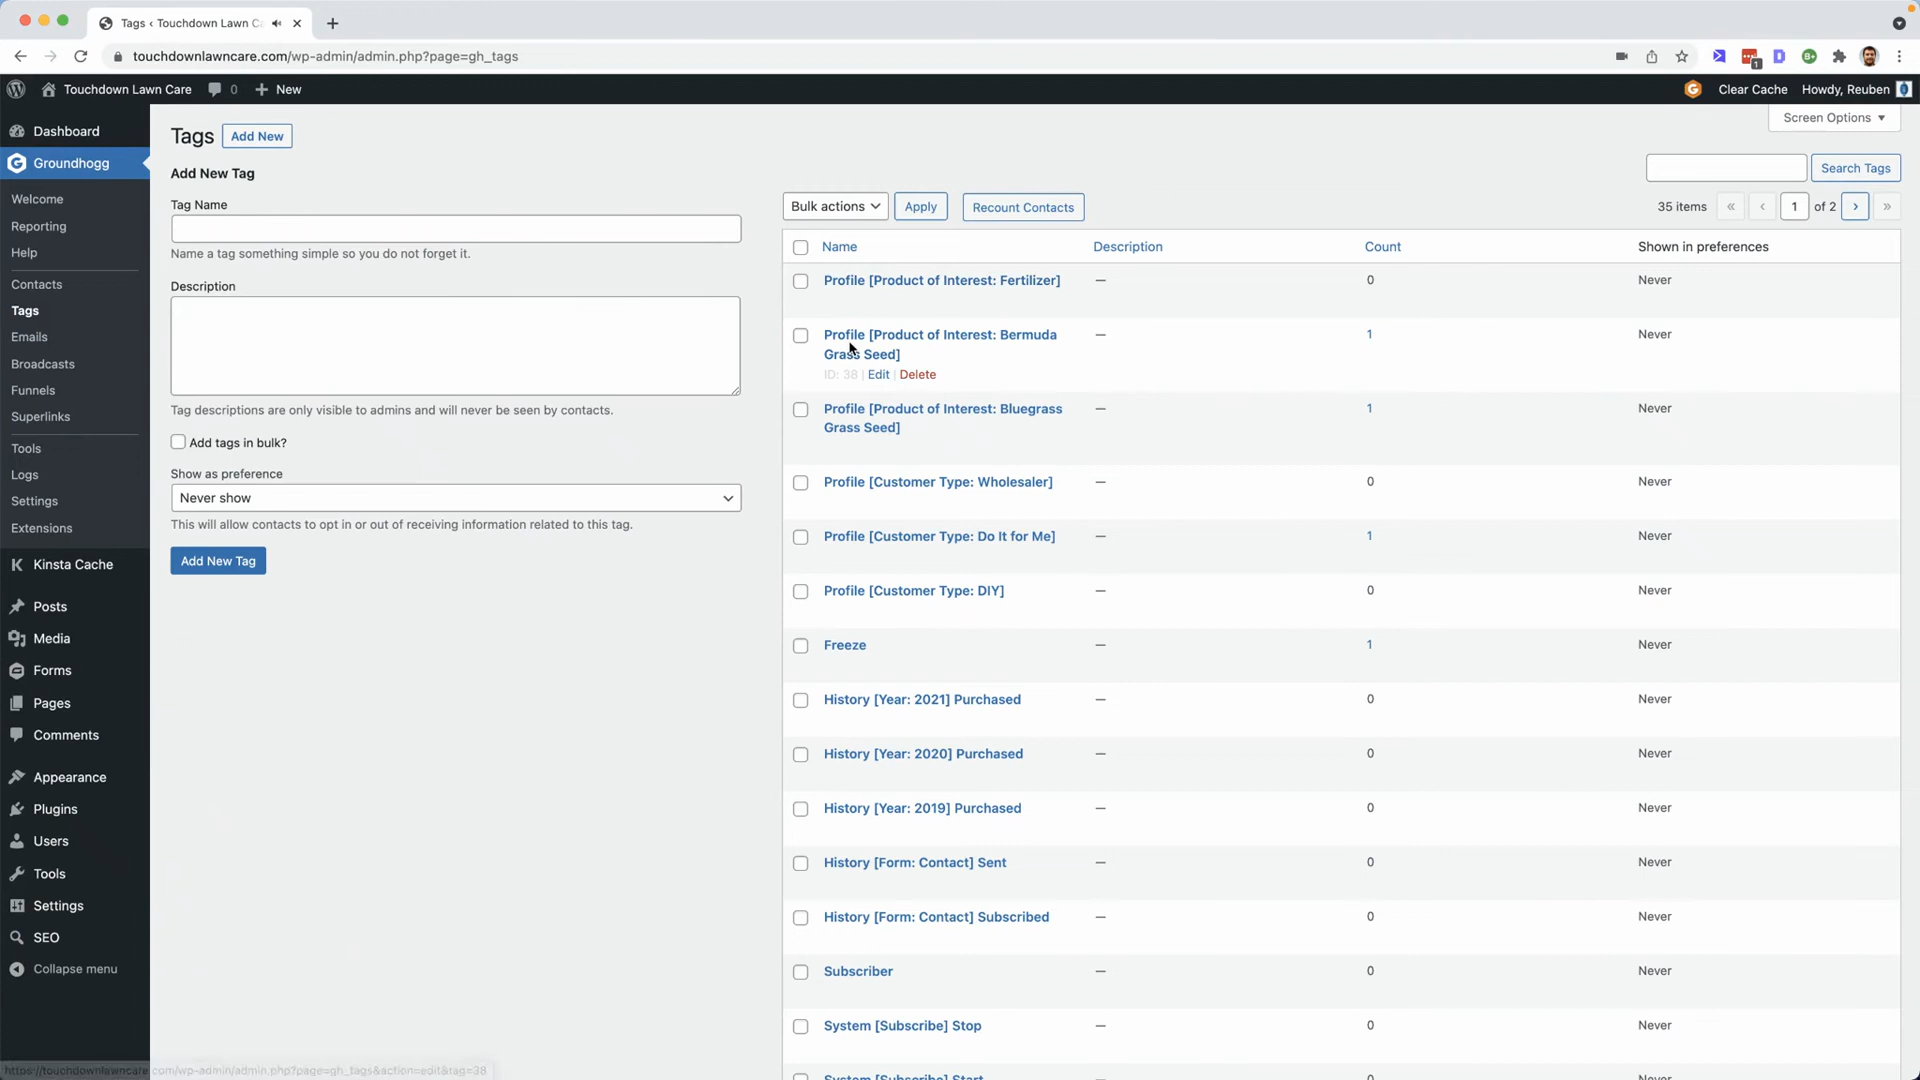 Tags ‹ Touchdown Lawn Ca
touchdownlawncare.com/wp-admin/admin.php?page=gh_tags
1
B+
Touchdown Lawn Care
0
New
Clear Cache
Howdy, Reuben
Dashboard
Groundhogg
Welcome
Reporting
Help
Contacts
Tags
Emails
Broadcasts
Funnels
Superlinks
Tools
Logs
Settings
Extensions
Kinsta Cache
Posts
Media
Forms
Pages
Comments
Appearance
Plugins
Users
Tools
Settings
SEO
Collapse menu
Screen Options
Tags
Add New
Add New Tag
Tag Name
Name a tag something simple so you do not forget it.
Description
Tag descriptions are only visible to admins and will never be seen by contacts.
Add tags in bulk?
Show as preference
Never show
This will allow contacts to opt in or out of receiving information related to this tag.
Add New Tag
Search Tags
Bulk actions
Apply
Recount Contacts
35 items « ‹ 1 of 2 › »
Name Description Count Shown in preferences
Profile [Product of Interest: Fertilizer] — 0 Never
Profile [Product of Interest: Bermuda — 1 Never
Grass Seed]
ID: 38 | Edit | Delete
Profile [Product of Interest: Bluegrass — 1 Never
Grass Seed]
Profile [Customer Type: Wholesaler] — 0 Never
Profile [Customer Type: Do It for Me] — 1 Never
Profile [Customer Type: DIY] — 0 Never
Freeze — 1 Never
History [Year: 2021] Purchased — 0 Never
History [Year: 2020] Purchased — 0 Never
History [Year: 2019] Purchased — 0 Never
History [Form: Contact] Sent — 0 Never
History [Form: Contact] Subscribed — 0 Never
Subscriber — 0 Never
System [Subscribe] Stop — 0 Never
System [Subscribe] Start
https://touchdownlawncare.com/wp-admin/admin.php?page=gh_tags&action=edit&tag=38